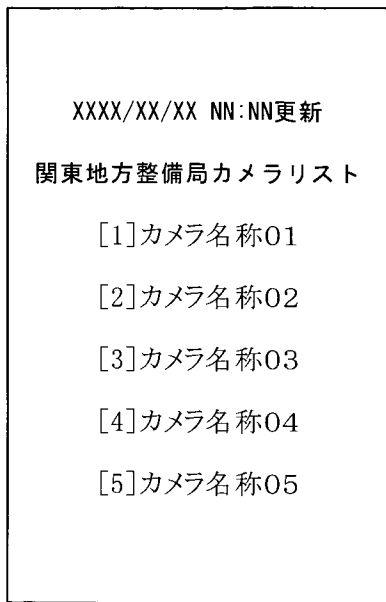 XXXX/XX/XX NN:NN更新
関東地方整備局カメラリスト
[1]カメラ名称01
[2]カメラ名称02
[3]カメラ名称03
[4]カメラ名称04
[5]カメラ名称05